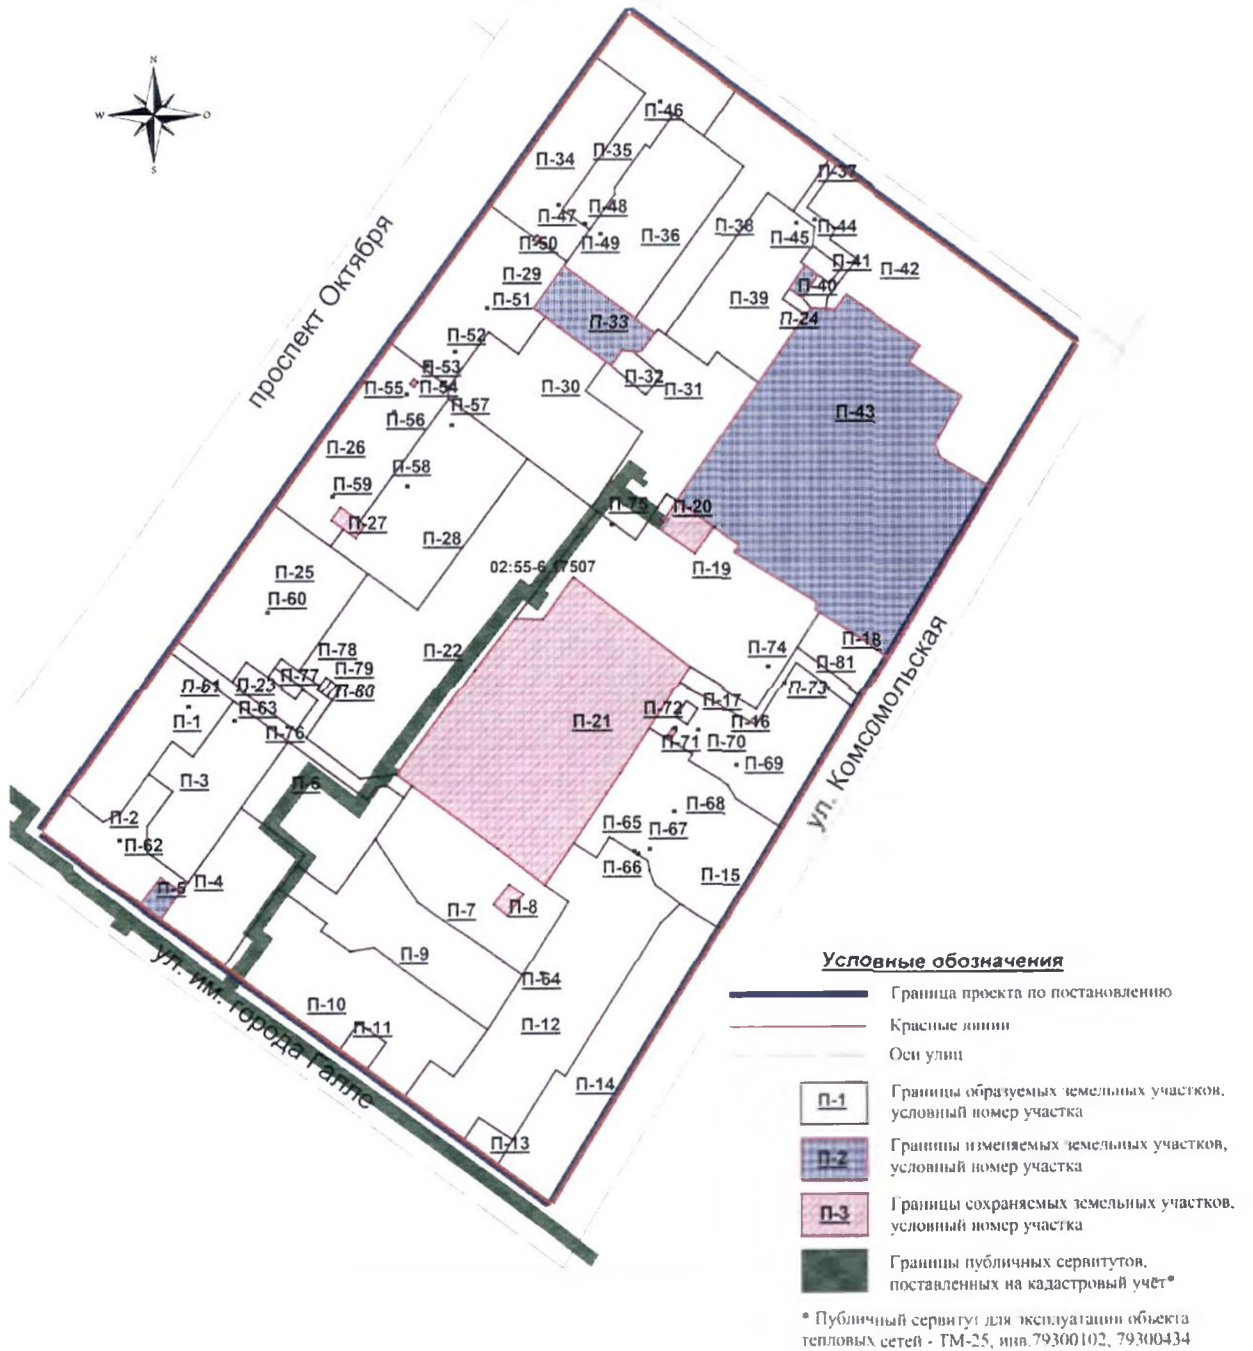 N
W
O
S
проспект Октября
ул. Комсомольская
ул. им. города Галле
П-46
П-35
П-34
П-37
П-48
П-47
П-38
П-44
П-45
П-36
П-49
П-50
П-41
П-42
П-29
П-40
П-51
П-39
П-24
П-33
П-52
П-53
П-32
П-55
П-54
П-30
П-31
П-57
П-43
П-56
П-26
П-58
П-59
П-75
П-20
П-27
П-28
02:55-6.17507
П-19
П-25
П-60
П-18
П-78
П-22
П-74
П-81
П-79
П-77
П-61
П-23
П-80
П-73
П-17
П-72
П-63
П-1
П-21
П-16
П-76
П-71
П-70
П-69
П-3
П-6
П-68
П-2
П-65
П-67
П-62
П-66
П-15
П-5
П-4
П-8
П-7
П-9
П-64
П-10
П-11
П-12
П-14
П-13
Условные обозначения
Граница проекта по постановлению
Красные линии
Оси улиц
П-1
Границы образуемых земельных участков,
условный номер участка
П-2
Границы изменяемых земельных участков,
условный номер участка
П-3
Границы сохраняемых земельных участков,
условный номер участка
Границы публичных сервитутов,
поставленных на кадастровый учёт*
* Публичный сервитут для эксплуатации объекта
тепловых сетей - ТМ-25, инв.79300102, 79300434